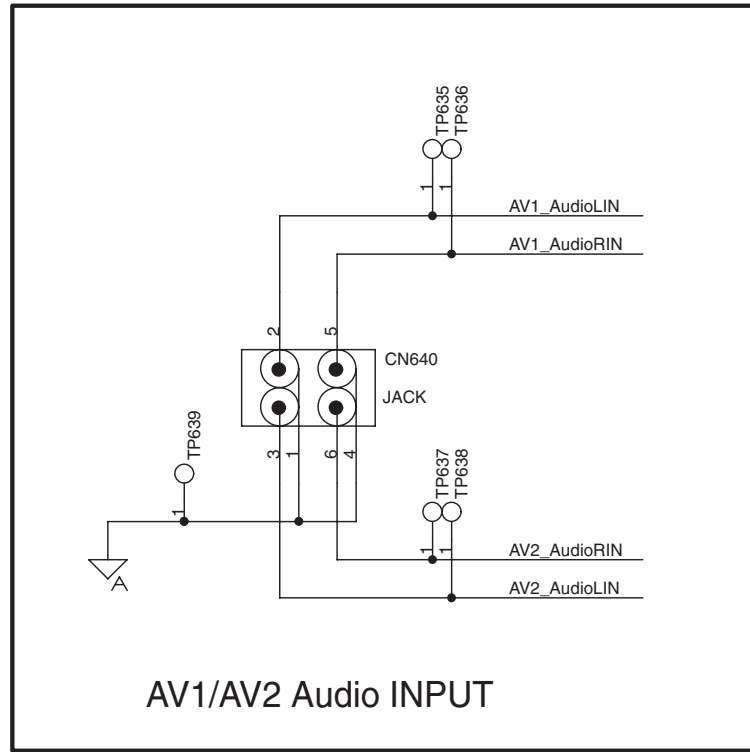 TP635
TP636
1
1
AV1_AudioLIN
AV1_AudioRIN
2
5
CN640
JACK
TP639
3
1
6
4
TP637
TP638
1
1
1
AV2_AudioRIN
AV2_AudioLIN
A
AV1/AV2 Audio INPUT